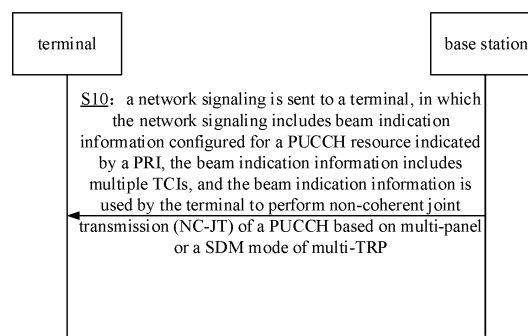 terminal
base station
S10: a network signaling is sent to a terminal, in which
the network signaling includes beam indication
information configured for a PUCCH resource indicated
by a PRI, the beam indication information includes
multiple TCIs, and the beam indication information is
used by the terminal to perform non-coherent joint
transmission (NC-JT) of a PUCCH based on multi-panel
or a SDM mode of multi-TRP